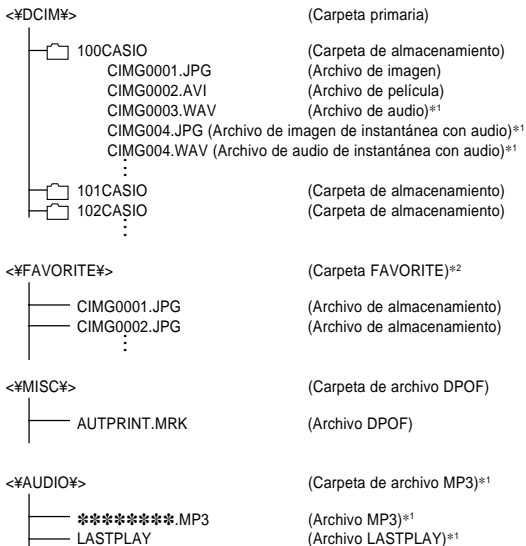 <¥DCIM¥> (Carpeta primaria)
100CASIO (Carpeta de almacenamiento)
CIMG0001.JPG (Archivo de imagen)
CIMG0002.AVI (Archivo de película)
CIMG0003.WAV (Archivo de audio)*1
CIMG004.JPG (Archivo de imagen de instantánea con audio)*1
CIMG004.WAV (Archivo de audio de instantánea con audio)*1
101CASIO (Carpeta de almacenamiento)
102CASIO (Carpeta de almacenamiento)
<¥FAVORITE¥> (Carpeta FAVORITE)*2
CIMG0001.JPG (Archivo de almacenamiento)
CIMG0002.JPG (Archivo de almacenamiento)
<¥MISC¥> (Carpeta de archivo DPOF)
AUTPRINT.MRK (Archivo DPOF)
<¥AUDIO¥> (Carpeta de archivo MP3)*1
✽✽✽✽✽✽✽✽.MP3 (Archivo MP3)*1
LASTPLAY (Archivo LASTPLAY)*1